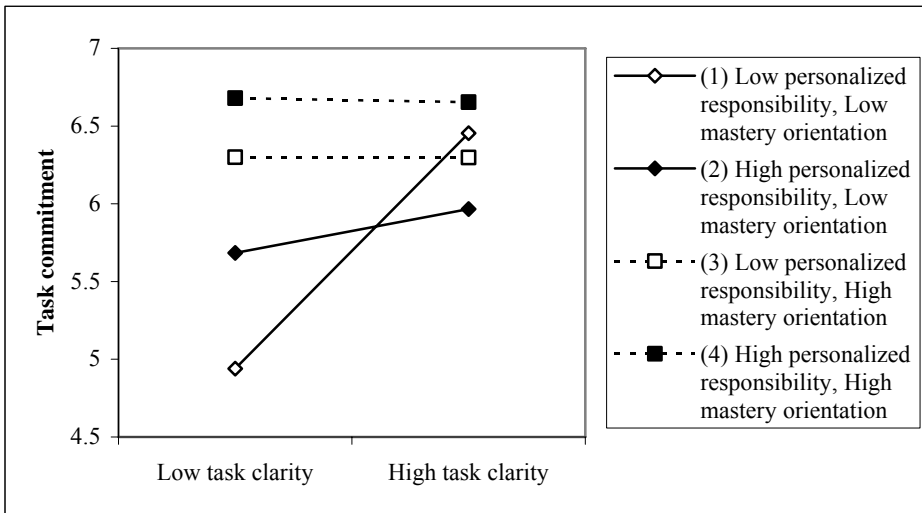 7
6.5
6
5.5
5
4.5
Task commitment
Low task clarity
High task clarity
(1) Low personalized
responsibility, Low
mastery orientation
(2) High personalized
responsibility, Low
mastery orientation
(3) Low personalized
responsibility, High
mastery orientation
(4) High personalized
responsibility, High
mastery orientation